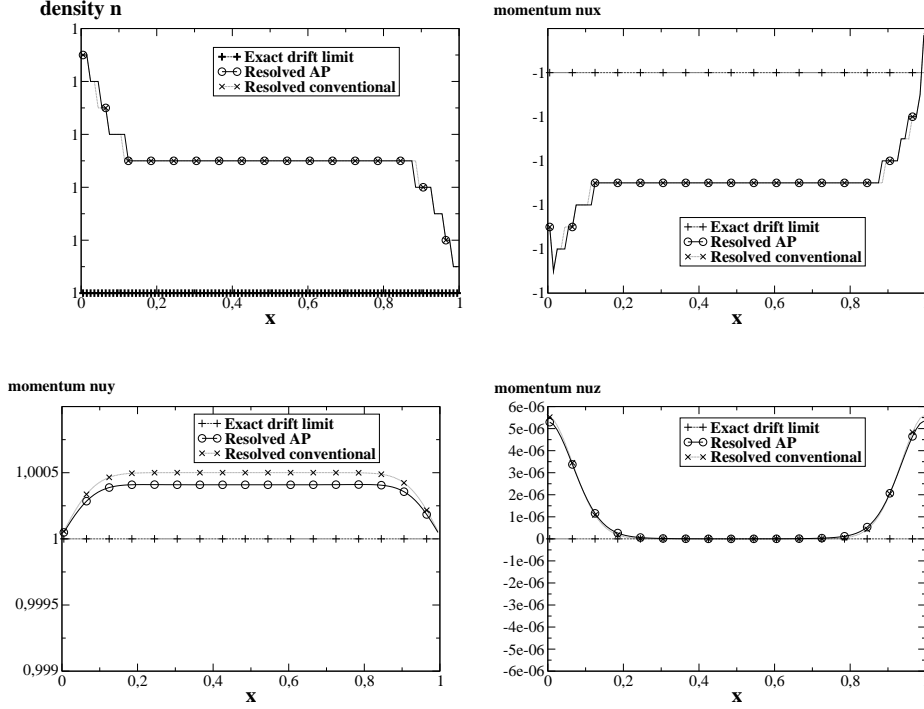 density n
1
1
1
1
1
1
0
0,2
0,4
0,6
0,8
1
x
Exact drift limit
Resolved AP
Resolved conventional
momentum nux
-1
-1
-1
-1
-1
-1
0
0,2
0,4
0,6
0,8
x
Exact drift limit
Resolved AP
Resolved conventional
momentum nuy
1,0005
1
0,9995
0,999
0
0,2
0,4
0,6
0,8
1
x
Exact drift limit
Resolved AP
Resolved conventional
momentum nuz
6e-06
5e-06
4e-06
3e-06
2e-06
1e-06
0
-1e-06
-2e-06
-3e-06
-4e-06
-5e-06
-6e-06
0
0,2
0,4
0,6
0,8
x
Exact drift limit
Resolved AP
Resolved conventional